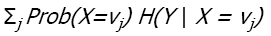 Σⱼ Prob(X=vⱼ) H(Y | X = vⱼ)